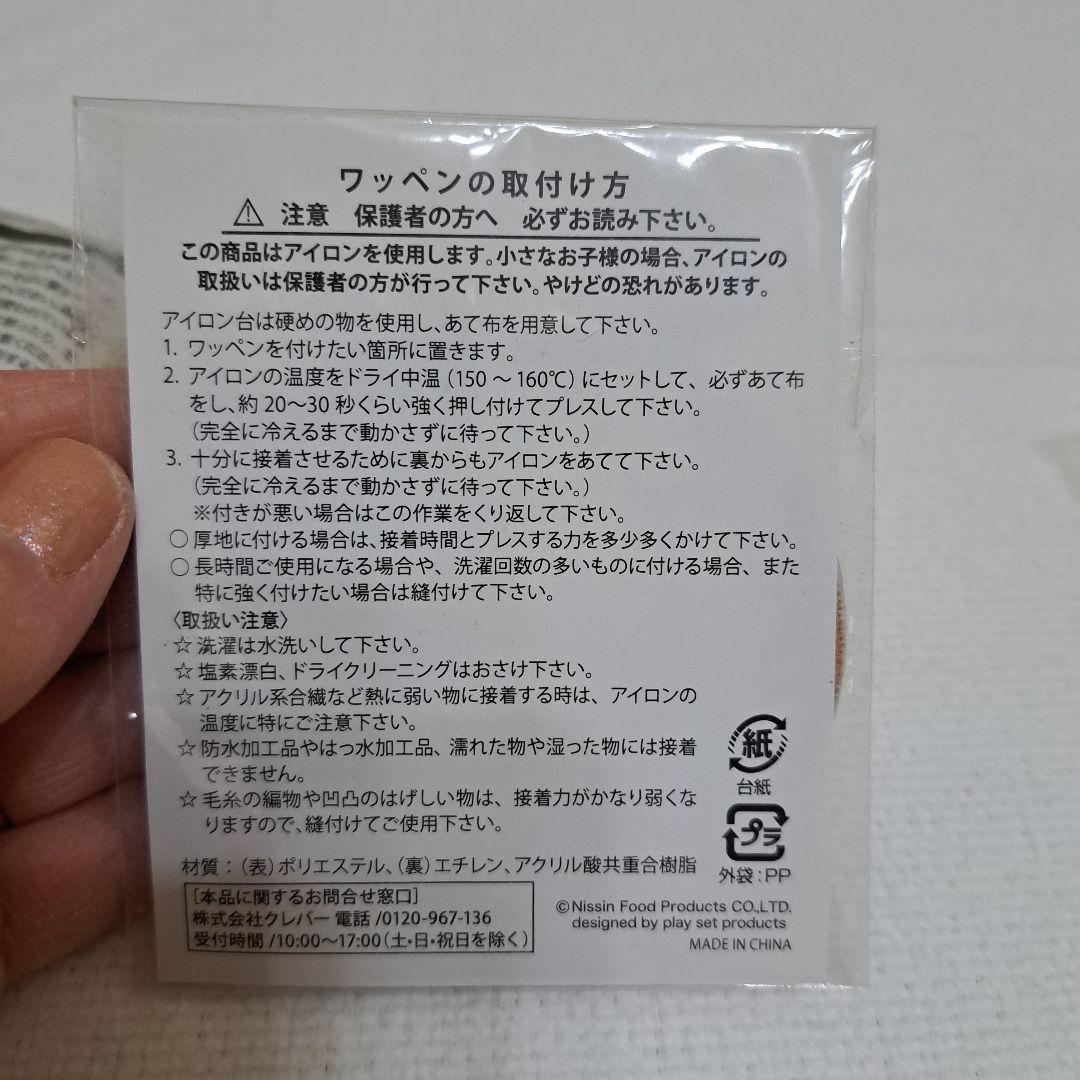 ワッペンの取付け方
⚠ 注意 保護者の方へ 必ずお読み下さい。
この商品はアイロンを使用します。小さなお子様の場合、アイロンの
取扱いは保護者の方が行って下さい。やけどの恐れがあります。
アイロン台は硬めの物を使用し、あて布を用意して下さい。
1. ワッペンを付けたい箇所に置きます。
2. アイロンの温度をドライ中温（150 ～ 160℃）にセットして、必ずあて布
をし、約 20～30 秒くらい強く押し付けてプレスして下さい。
（完全に冷えるまで動かさずに待って下さい。）
3. 十分に接着させるために裏からもアイロンをあてて下さい。
（完全に冷えるまで動かさずに待って下さい。）
※付きが悪い場合はこの作業をくり返して下さい。
○ 厚地に付ける場合は、接着時間とプレスする力を多少多くかけて下さい。
○ 長時間ご使用になる場合や、洗濯回数の多いものに付ける場合、また
特に強く付けたい場合は縫付けて下さい。
〈取扱い注意〉
☆ 洗濯は水洗いして下さい。
☆ 塩素漂白、ドライクリーニングはおさけ下さい。
☆ アクリル系合繊など熱に弱い物に接着する時は、アイロンの
温度に特にご注意下さい。
☆ 防水加工品やはっ水加工品、濡れた物や湿った物には接着
できません。
☆ 毛糸の編物や凹凸のはげしい物は、接着力がかなり弱くな
りますので、縫付けてご使用下さい。
紙
台紙
プラ
外袋：PP
材質：（表）ポリエステル、（裏）エチレン、アクリル酸共重合樹脂
［本品に関するお問合せ窓口］
株式会社クレバー 電話 /0120-967-136
受付時間 /10:00～17:00（土・日・祝日を除く）
©Nissin Food Products CO.,LTD.
designed by play set products
MADE IN CHINA